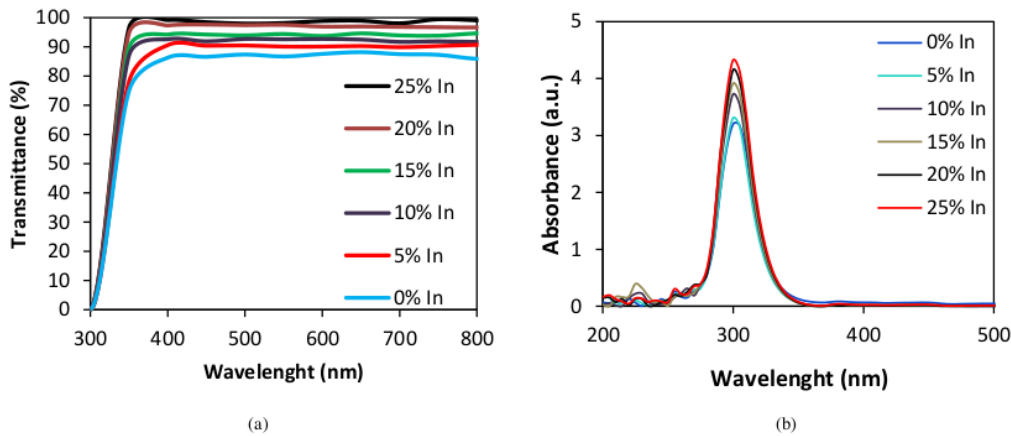 100
90
80
70
60
50
40
30
20
10
0
Transmittance (%)
25% In
20% In
15% In
10% In
5% In
0% In
300 400 500 600 700 800
Wavelenght (nm)
(a)
5
4
3
2
1
0
Absorbance (a.u.)
0% In
5% In
10% In
15% In
20% In
25% In
200 300 400 500
Wavelenght (nm)
(b)